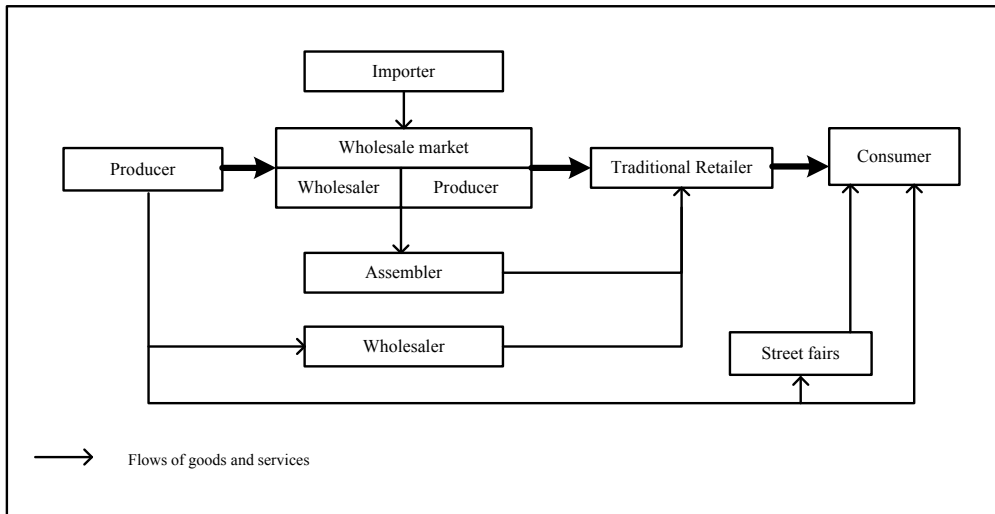 Importer
Wholesale market
Producer
Wholesaler
Producer
Traditional Retailer
Consumer
Assembler
Wholesaler
Street fairs
Flows of goods and services